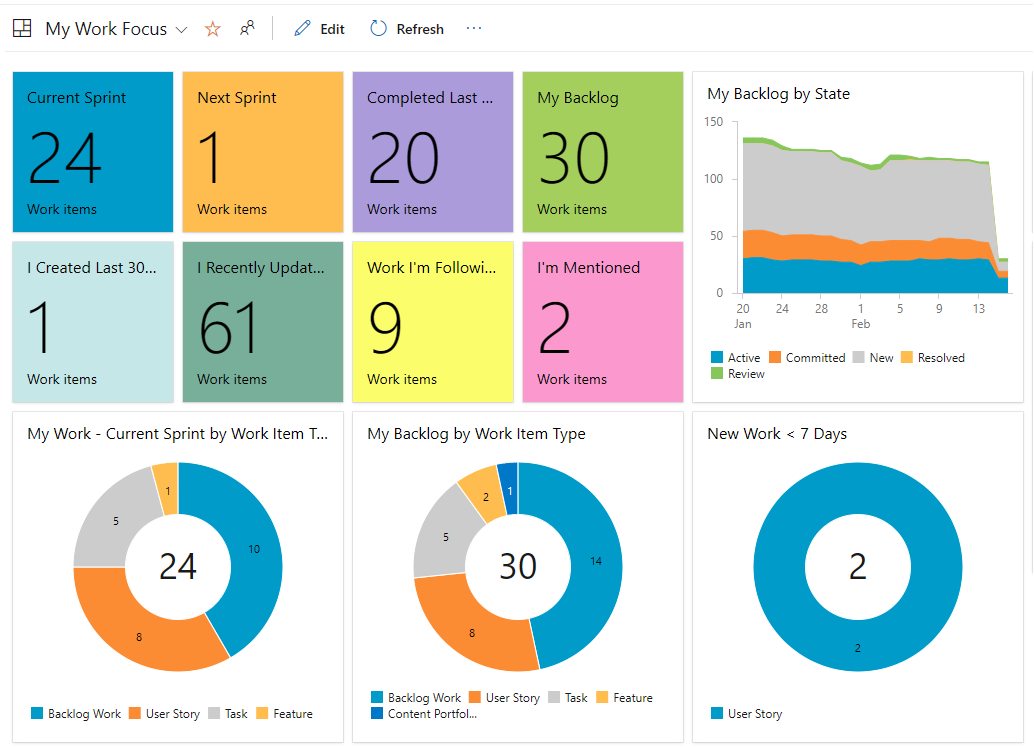 My Work Focus
Edit
Refresh
Current Sprint
24
Work items
Next Sprint
1
Work items
Completed Last ...
20
Work items
My Backlog
30
Work items
I Created Last 30...
1
Work items
I Recently Updat...
61
Work items
Work I'm Followi...
9
Work items
I'm Mentioned
2
Work items
My Backlog by State
150
100
50
0
20 24 28 1 5 9 13
Jan Feb
Active Committed New Resolved
Review
My Work - Current Sprint by Work Item T...
1
5
10
24
8
Backlog Work User Story Task Feature
My Backlog by Work Item Type
1
2
5
14
30
8
Backlog Work User Story Task Feature
Content Portfol...
New Work < 7 Days
2
2
User Story